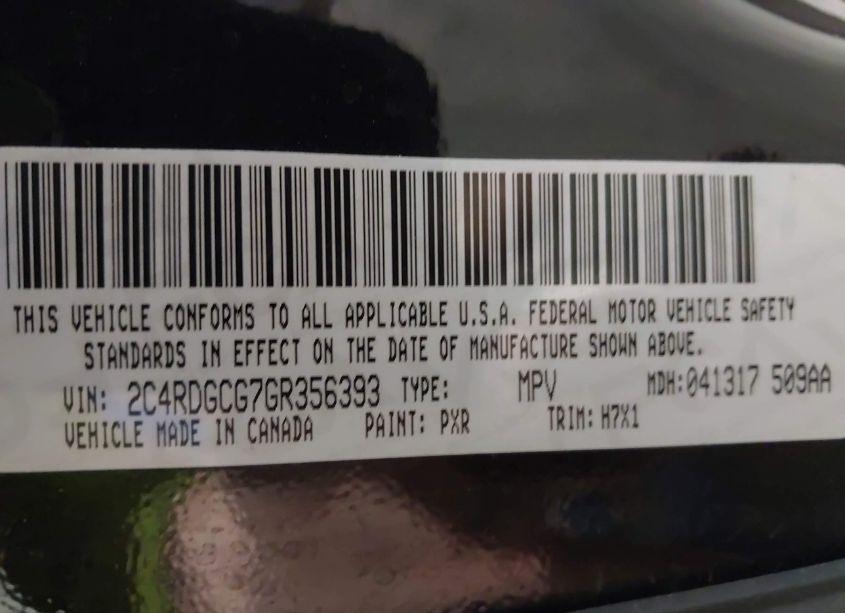 THIS VEHICLE CONFORMS TO ALL APPLICABLE U.S.A. FEDERAL MOTOR VEHICLE SAFETY
STANDARDS IN EFFECT ON THE DATE OF MANUFACTURE SHOWN ABOVE.
VIN: 2C4RDGCG7GR356393 TYPE: MPV MDH:041317 509AA
VEHICLE MADE IN CANADA PAINT: PXR TRIM: H7X1